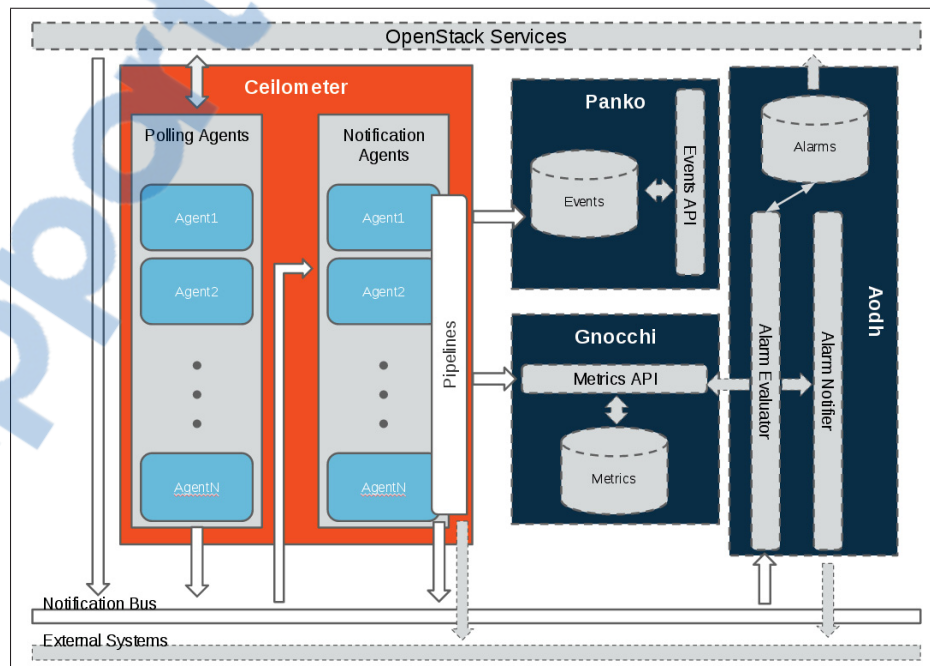 OpenStack Services
Ceilometer
Polling Agents
Agent1
Agent2
AgentN
Notification
Agents
Agent1
Agent2
AgentN
Pipelines
Panko
Events
Events API
Gnocchi
Metrics API
Metrics
Alarms
Alarm Evaluator
Alarm Notifier
Aodh
Notification Bus
External Systems